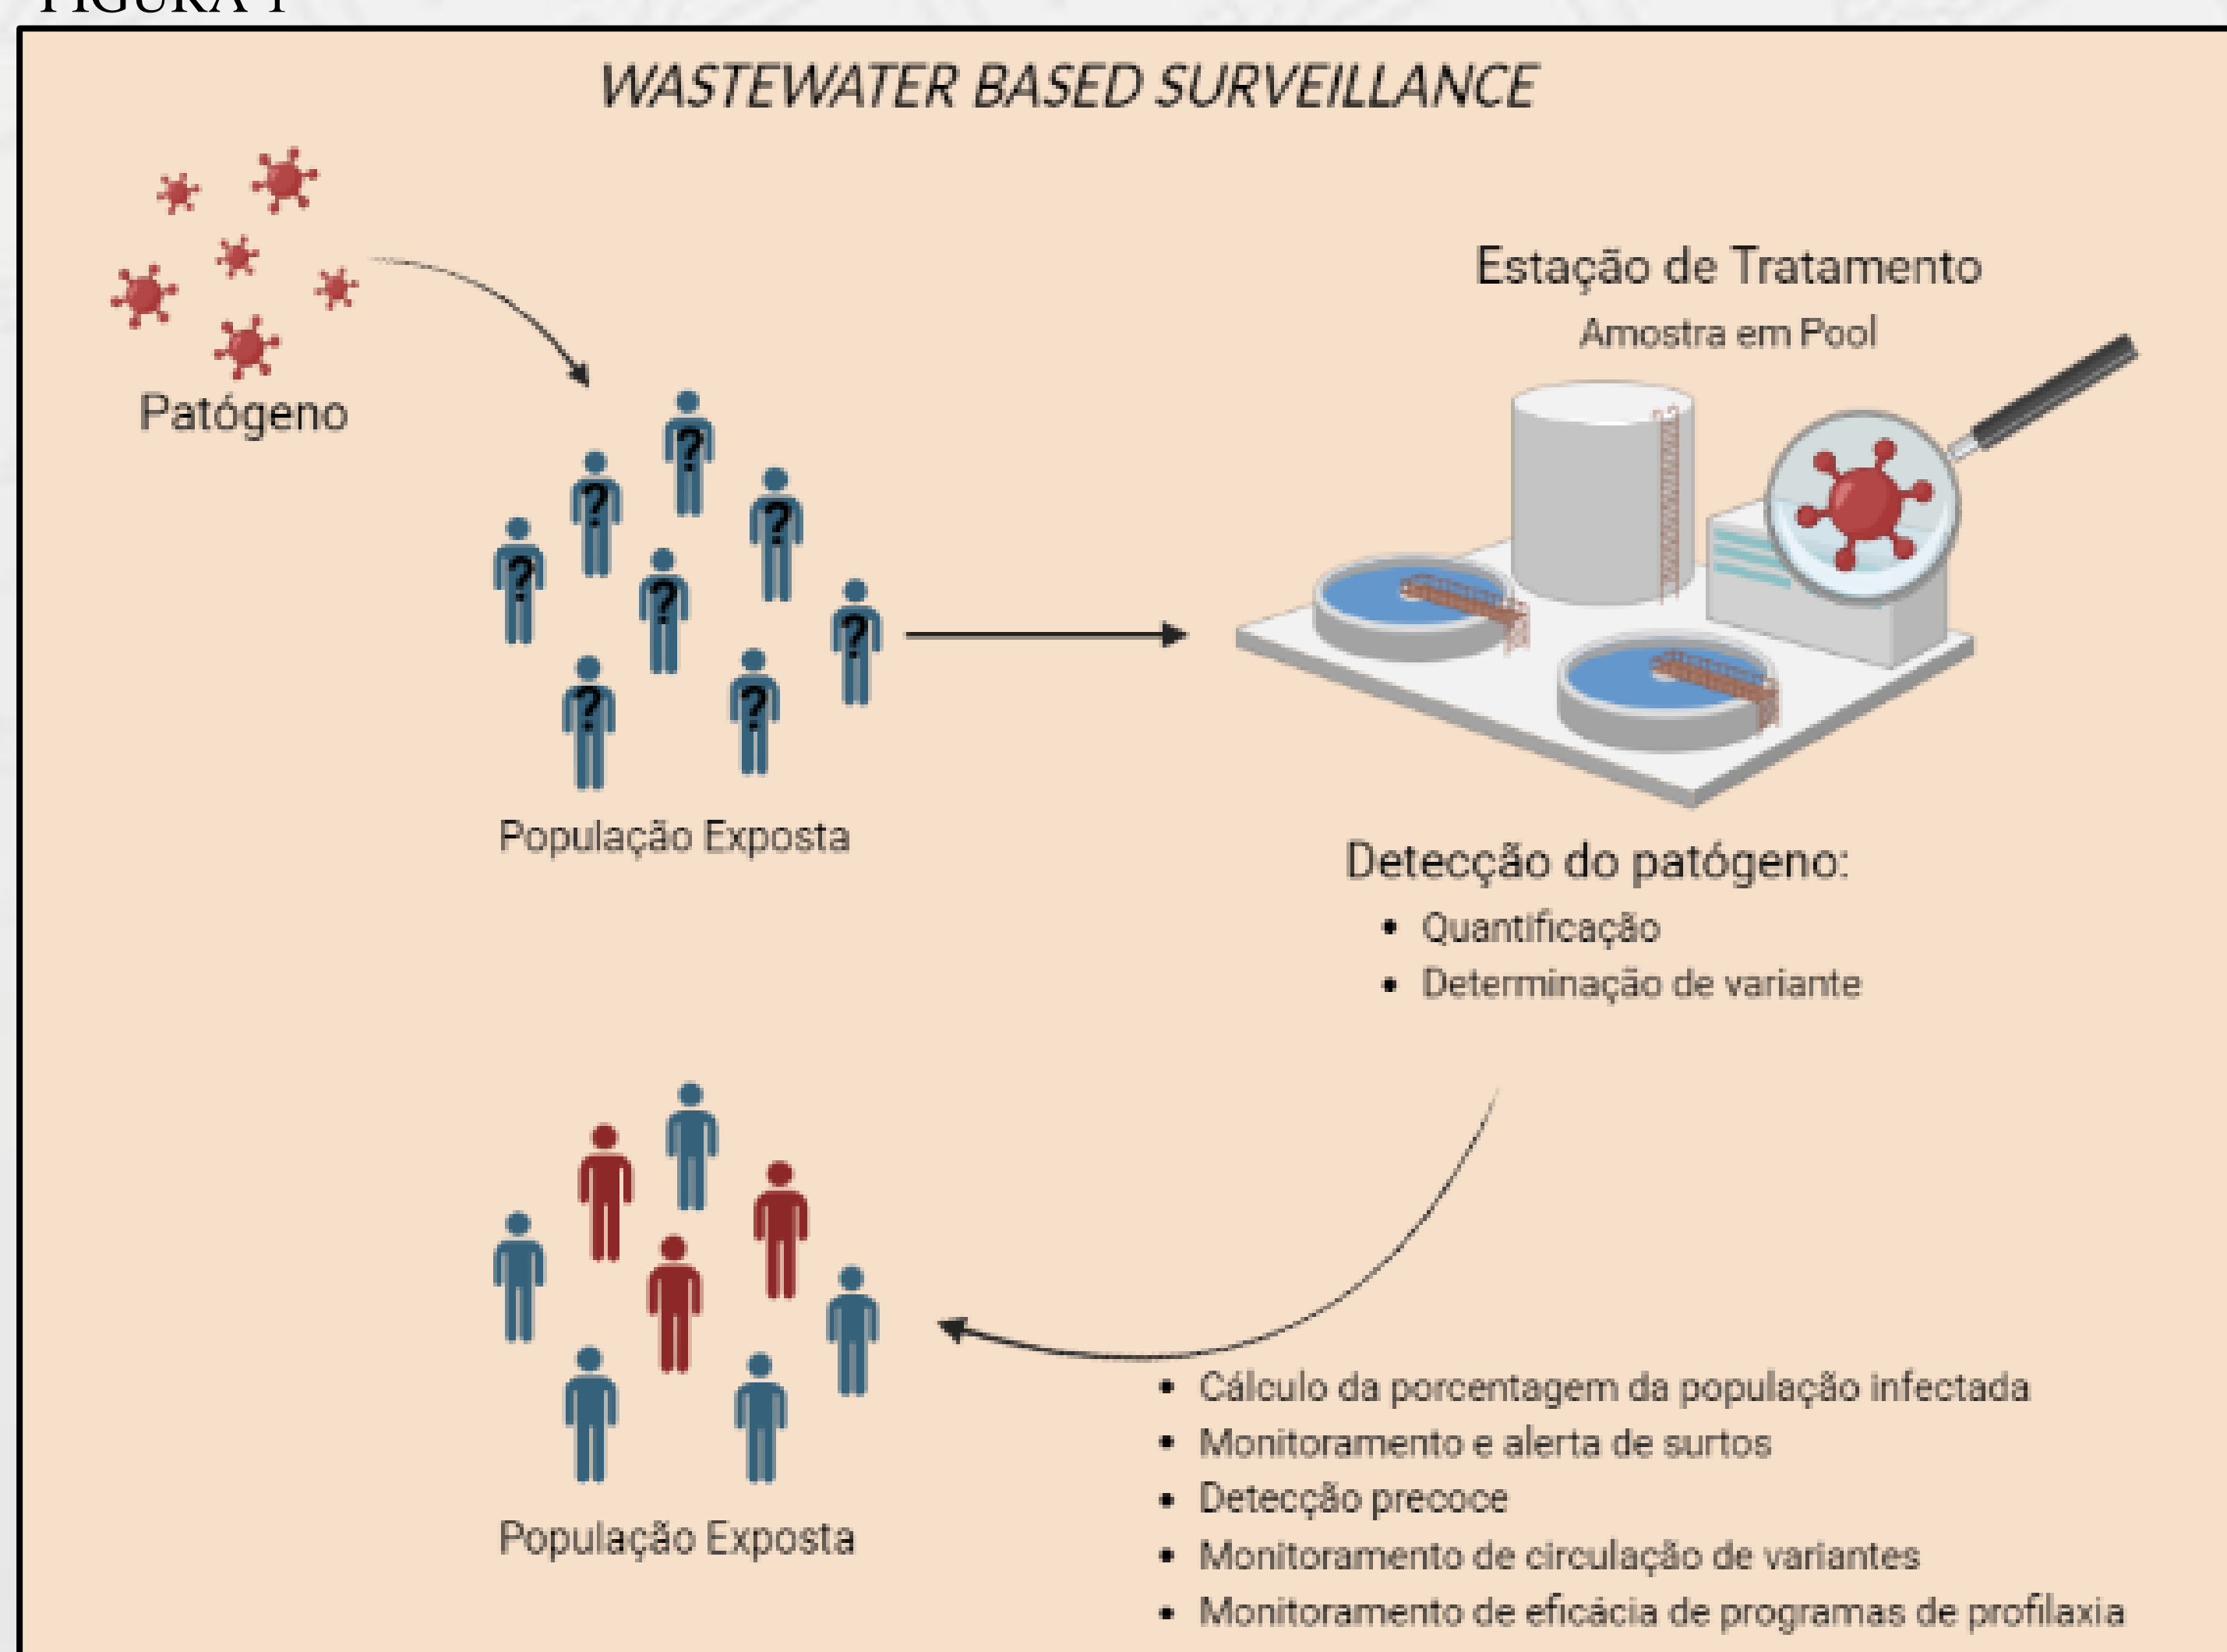 FIGURA 1
WASTEWATER BASED SURVEILLANCE
Patógeno
? ? ? ? ? ? ? ?
População Exposta
Estação de Tratamento
Amostra em Pool
Detecção do patógeno:
• Quantificação
• Determinação de variante
População Exposta
• Cálculo da porcentagem da população infectada
• Monitoramento e alerta de surtos
• Detecção precoce
• Monitoramento de circulação de variantes
• Monitoramento de eficácia de programas de profilaxia